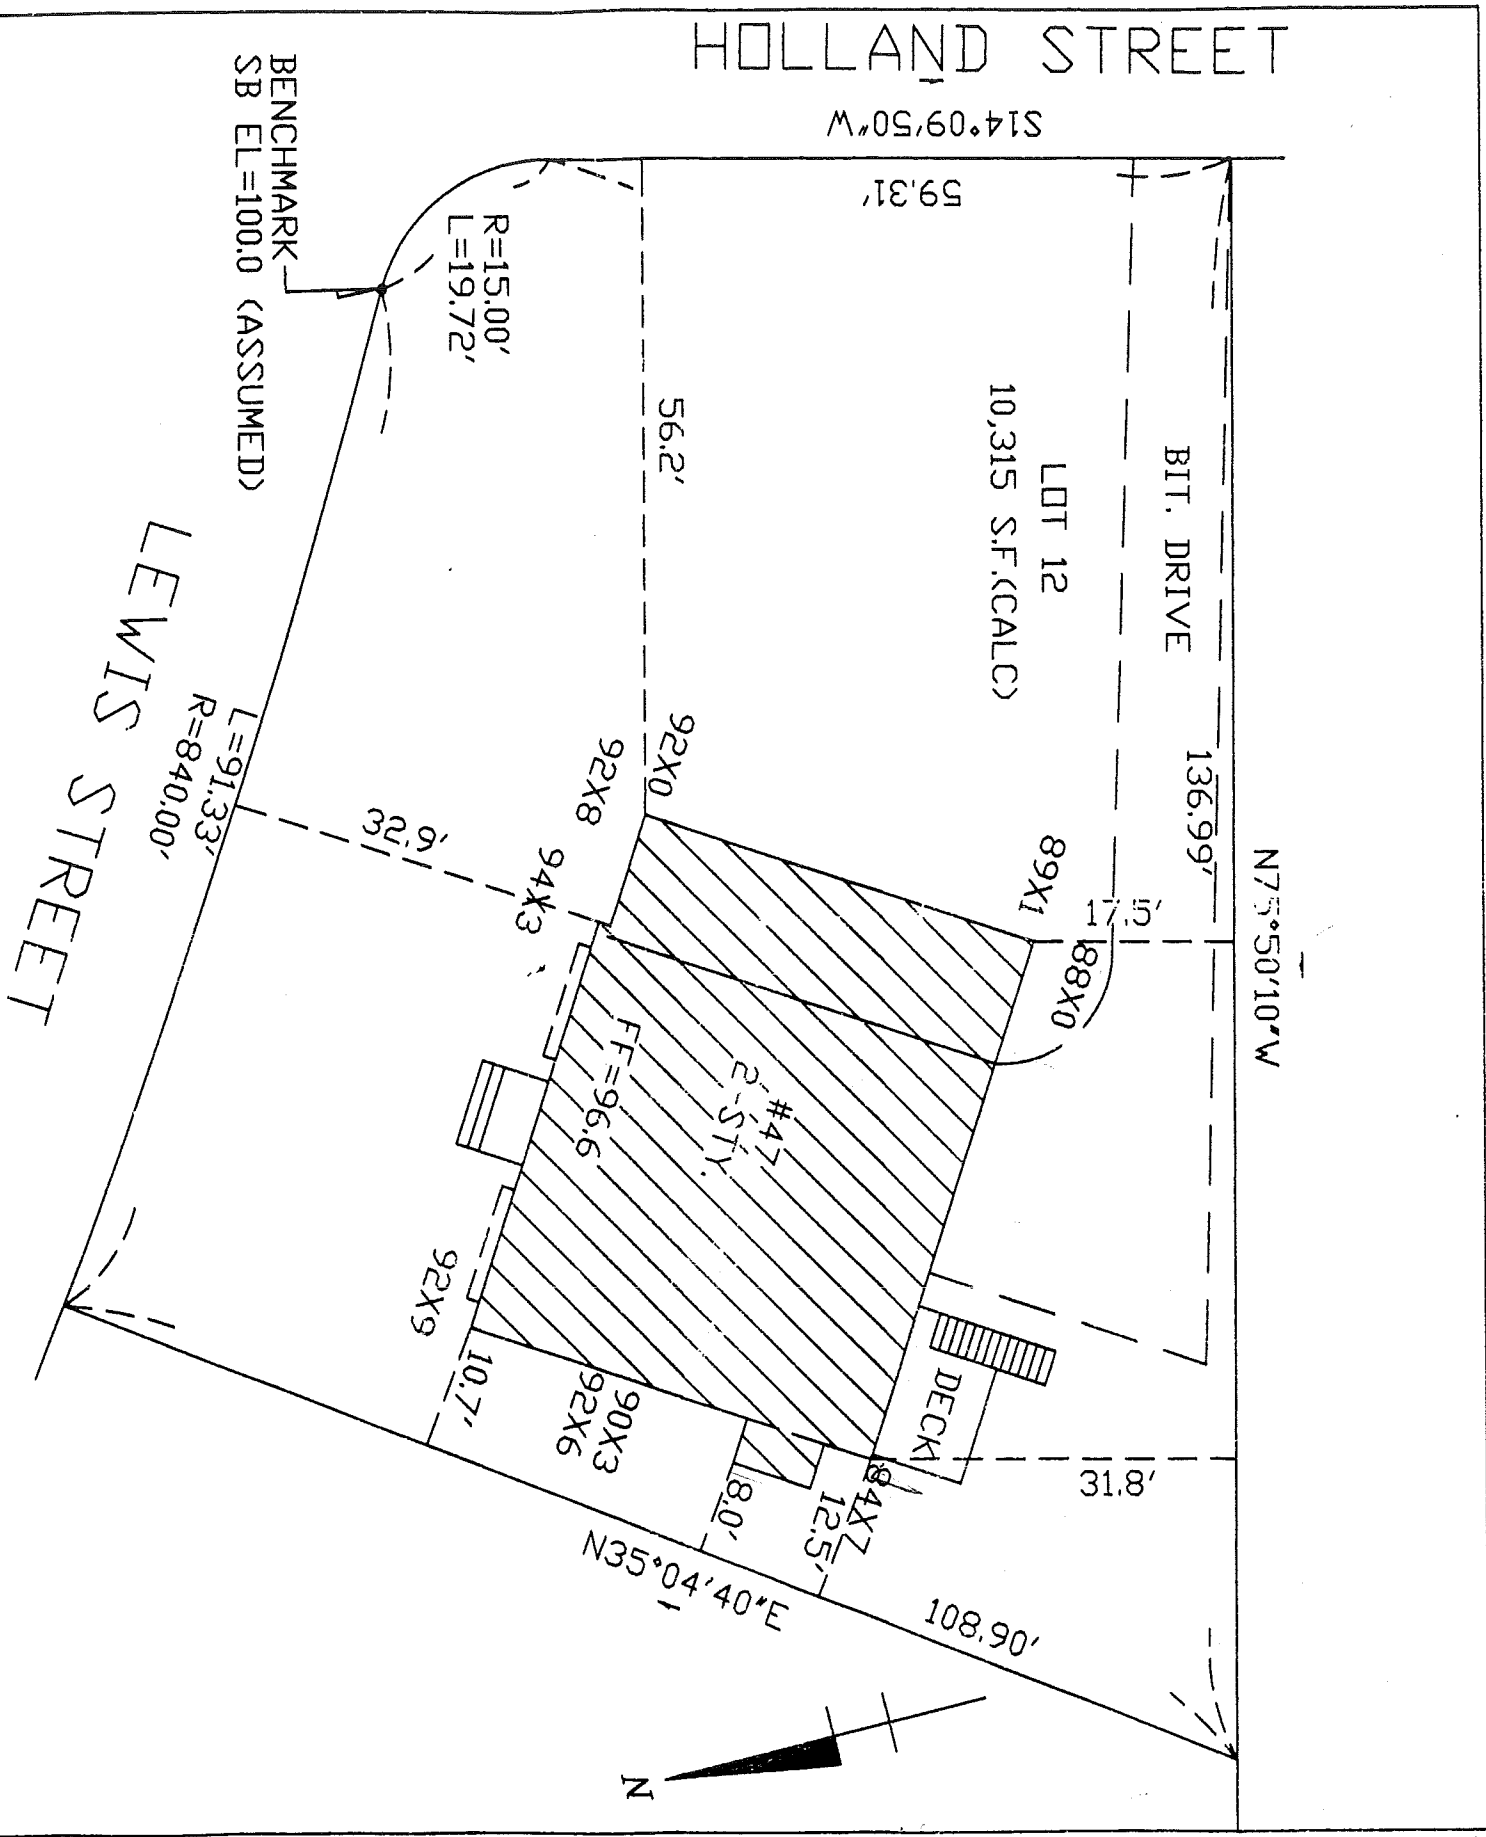 HOLLAND STREET
S14°09'50"W
59.31'
BENCHMARK
SB EL=100.0 (ASSUMED)
R=15.00'
L=19.72'
56.2'
LOT 12
10,315 S.F.(CALC)
BIT. DRIVE
136.99'
N75°50'10"W
LEWIS STREET
L=91.33'
R=840.00'
32.9'
92X0
92X8
94X3
89X1
17.5'
88X0
#47
2-STY.
FF=96.6
92X9
10.7'
90X3
92X6
8.0'
12.5'
84X7
DECK
31.8'
N35°04'40"E
108.90'
N